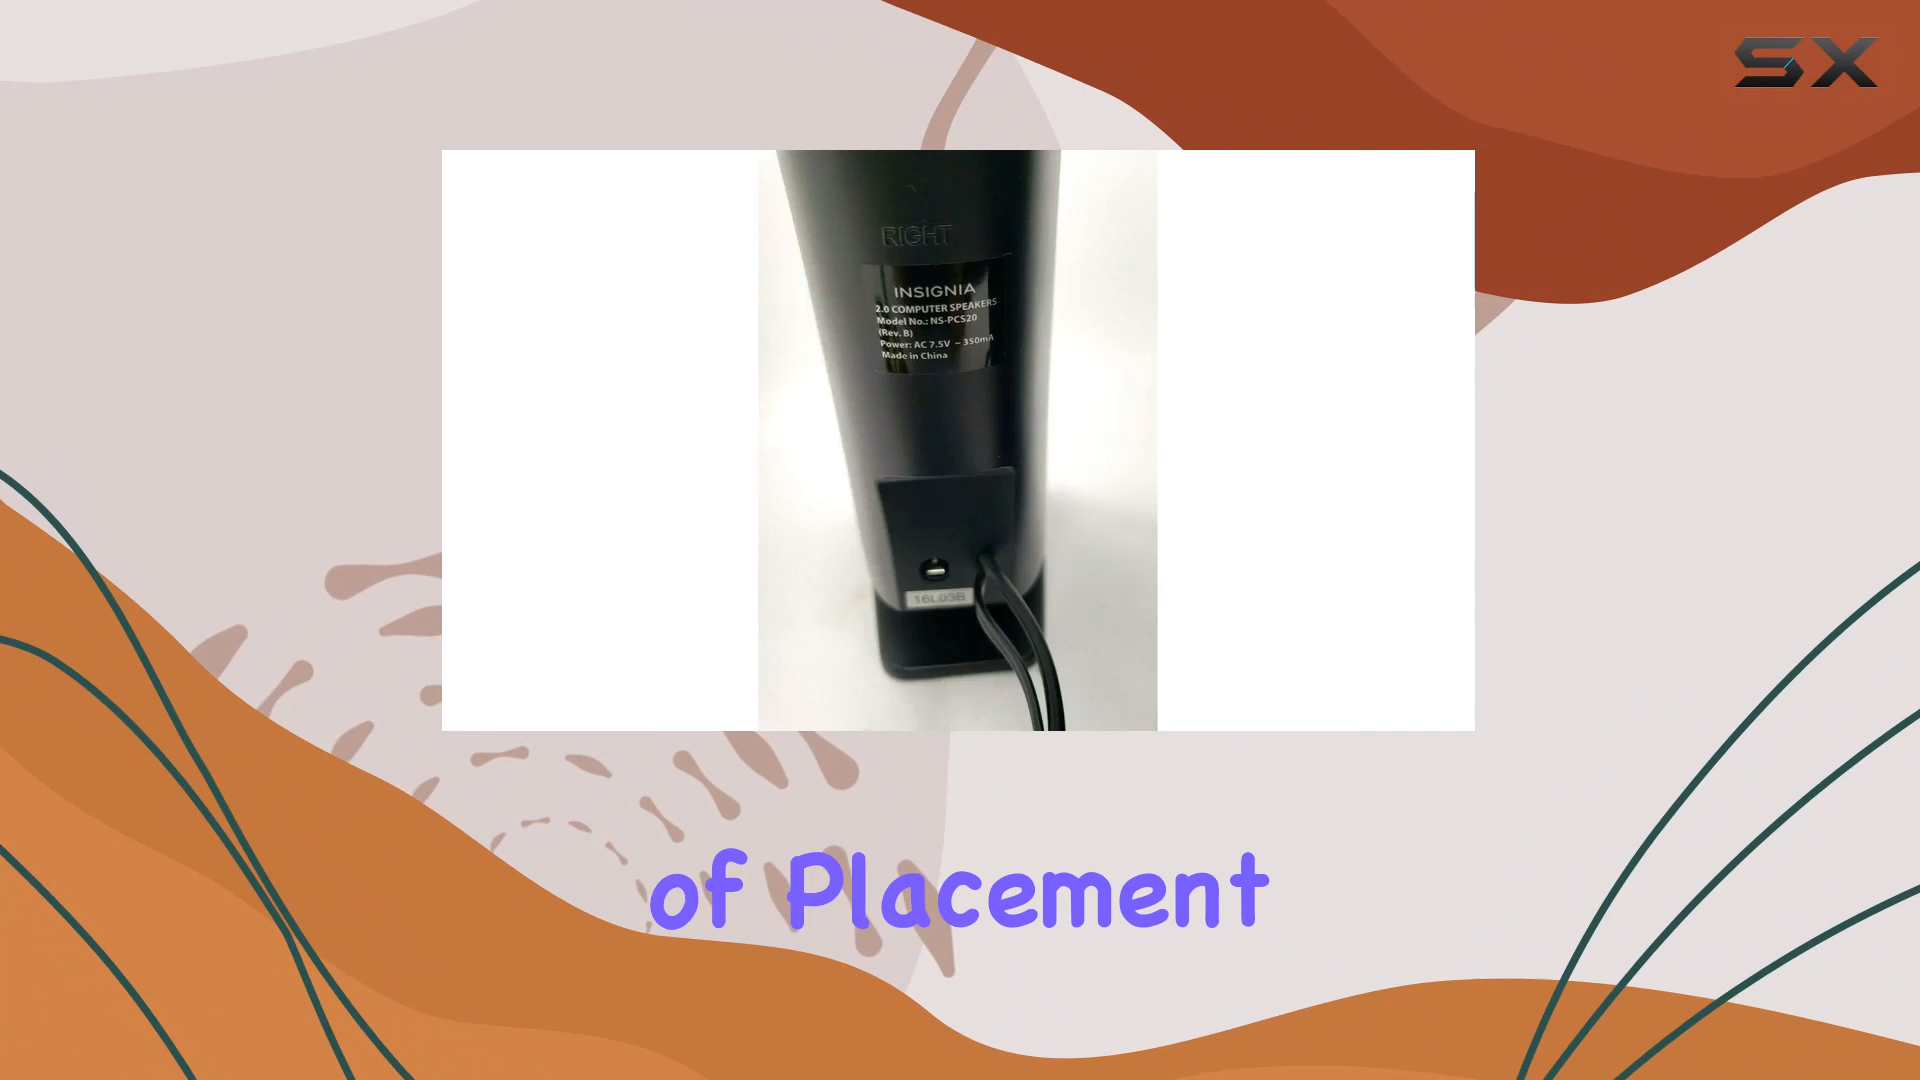 SX
RIGHT
INSIGNIA
2.0 COMPUTER SPEAKERS
Model No.: NS-PCS20
(Rev. B)
Power: AC 7.5V ~ 350mA
Made in China
16L03B
of Placement